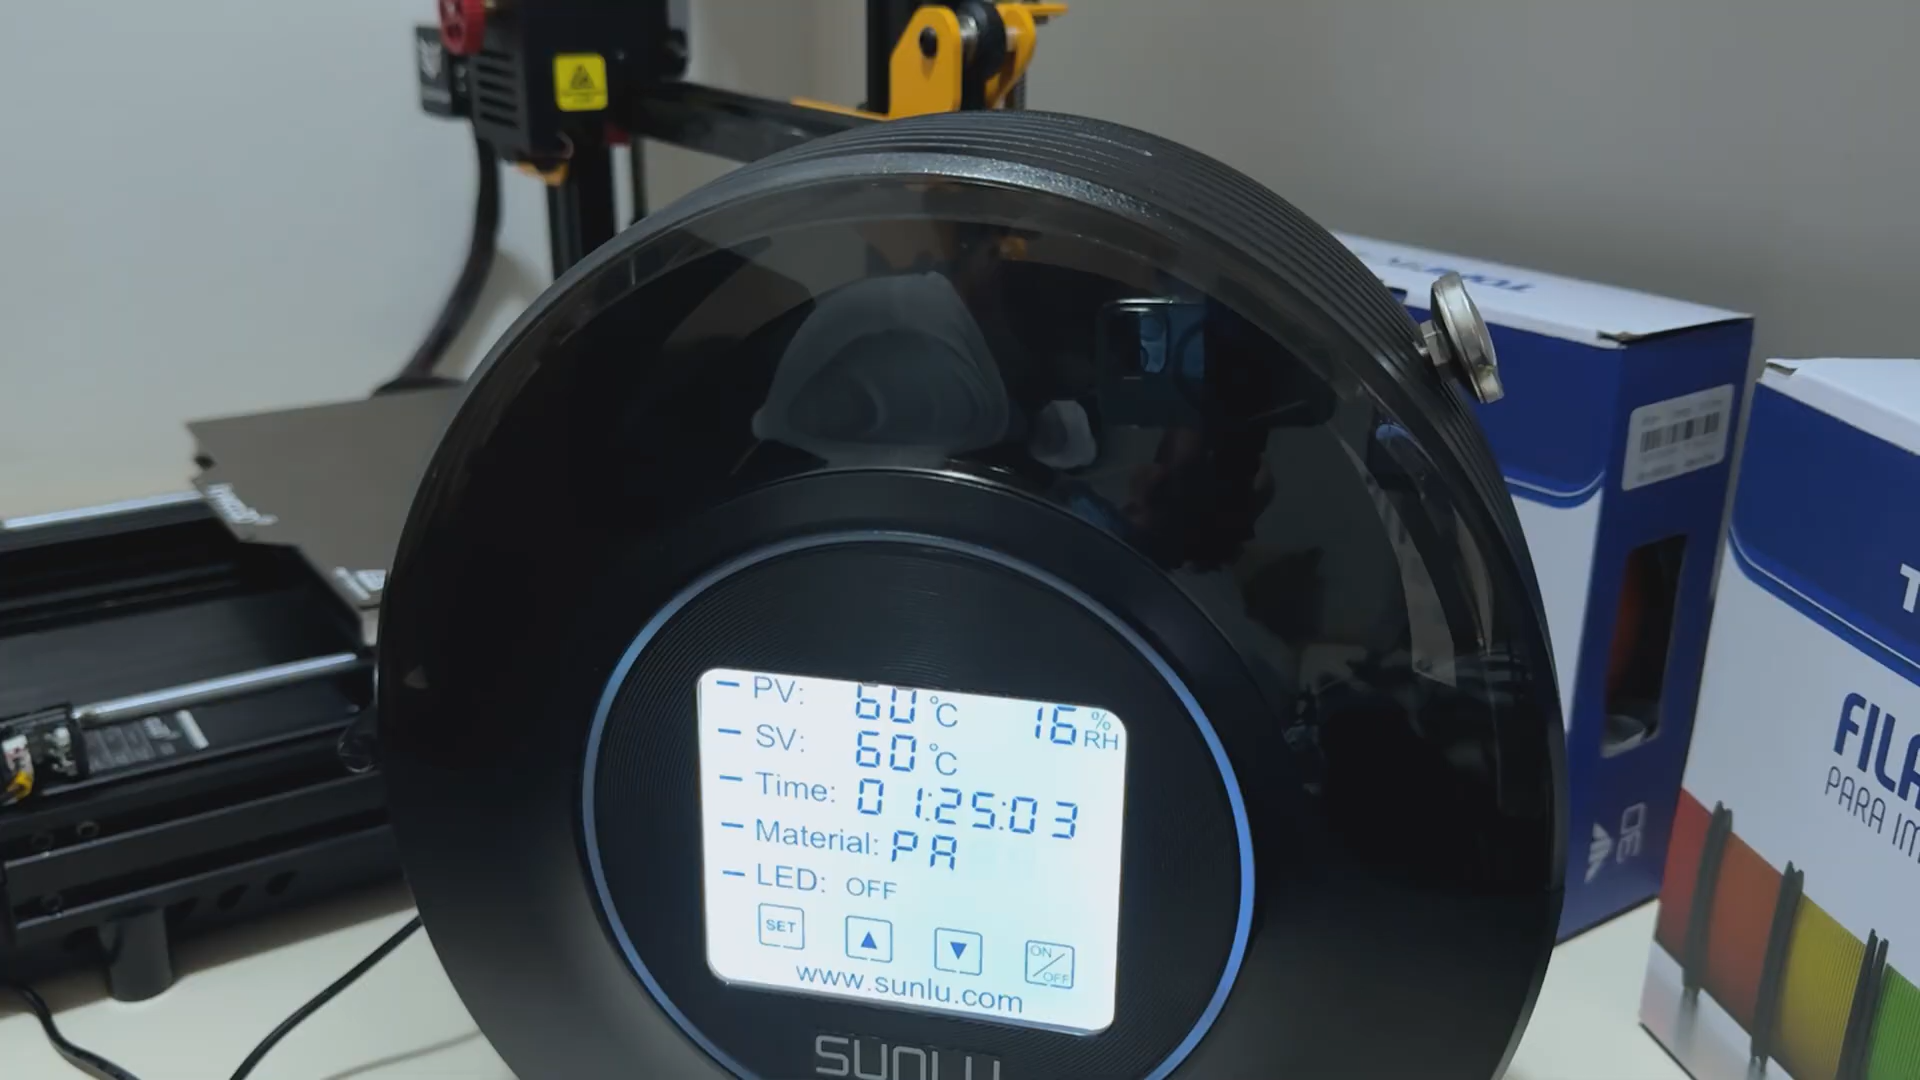 PV: 60 °C 16 % RH
SV: 60 °C
Time: 01:25:03
Material: PA
LED: OFF
SET
ON/OFF
www.sunlu.com
SUNLU
3D
PARA IM